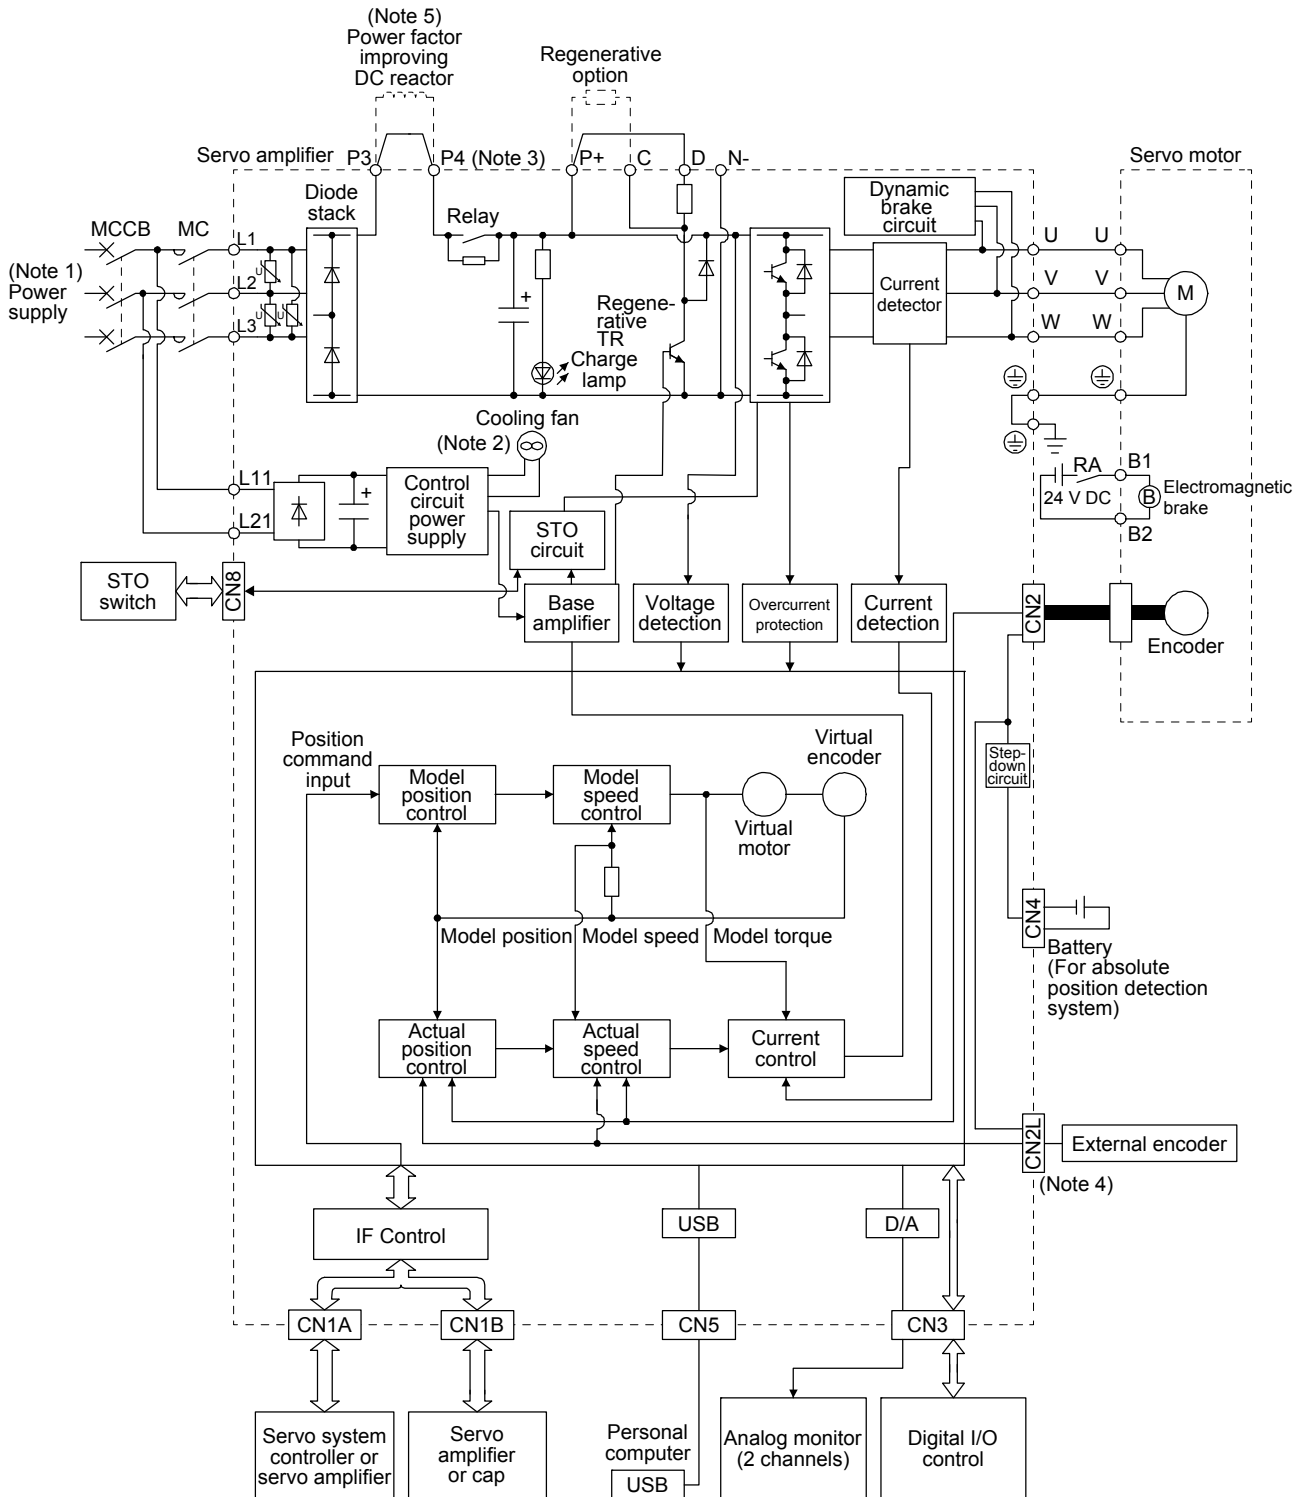 (Note 5)
Power factor
improving
DC reactor
Regenerative
option
Servo amplifier
P3
P4
(Note 3)
P+
C
D
N-
Servo motor
Diode
stack
Dynamic
brake
circuit
MCCB
MC
Relay
L1
L2
L3
U
U
U
(Note 1)
Power
supply
+
Regene-
rative
TR
Charge
lamp
Current
detector
U
U
V
V
W
W
M
Cooling fan
(Note 2)
L11
L21
+
Control
circuit
power
supply
STO
circuit
RA
24 V DC
B1
B
B2
Electromagnetic
brake
STO
switch
CN8
Base
amplifier
Voltage
detection
Overcurrent
protection
Current
detection
CN2
Encoder
Position
command
input
Model
position
control
Model
speed
control
Virtual
encoder
Virtual
motor
Step-
down
circuit
Model position
Model speed
Model torque
CN4
Battery
(For absolute
position detection
system)
Actual
position
control
Actual
speed
control
Current
control
CN2L
External encoder
(Note 4)
IF Control
USB
D/A
CN1A
CN1B
CN5
CN3
Servo system
controller or
servo amplifier
Servo
amplifier
or cap
Personal
computer
USB
Analog monitor
(2 channels)
Digital I/O
control